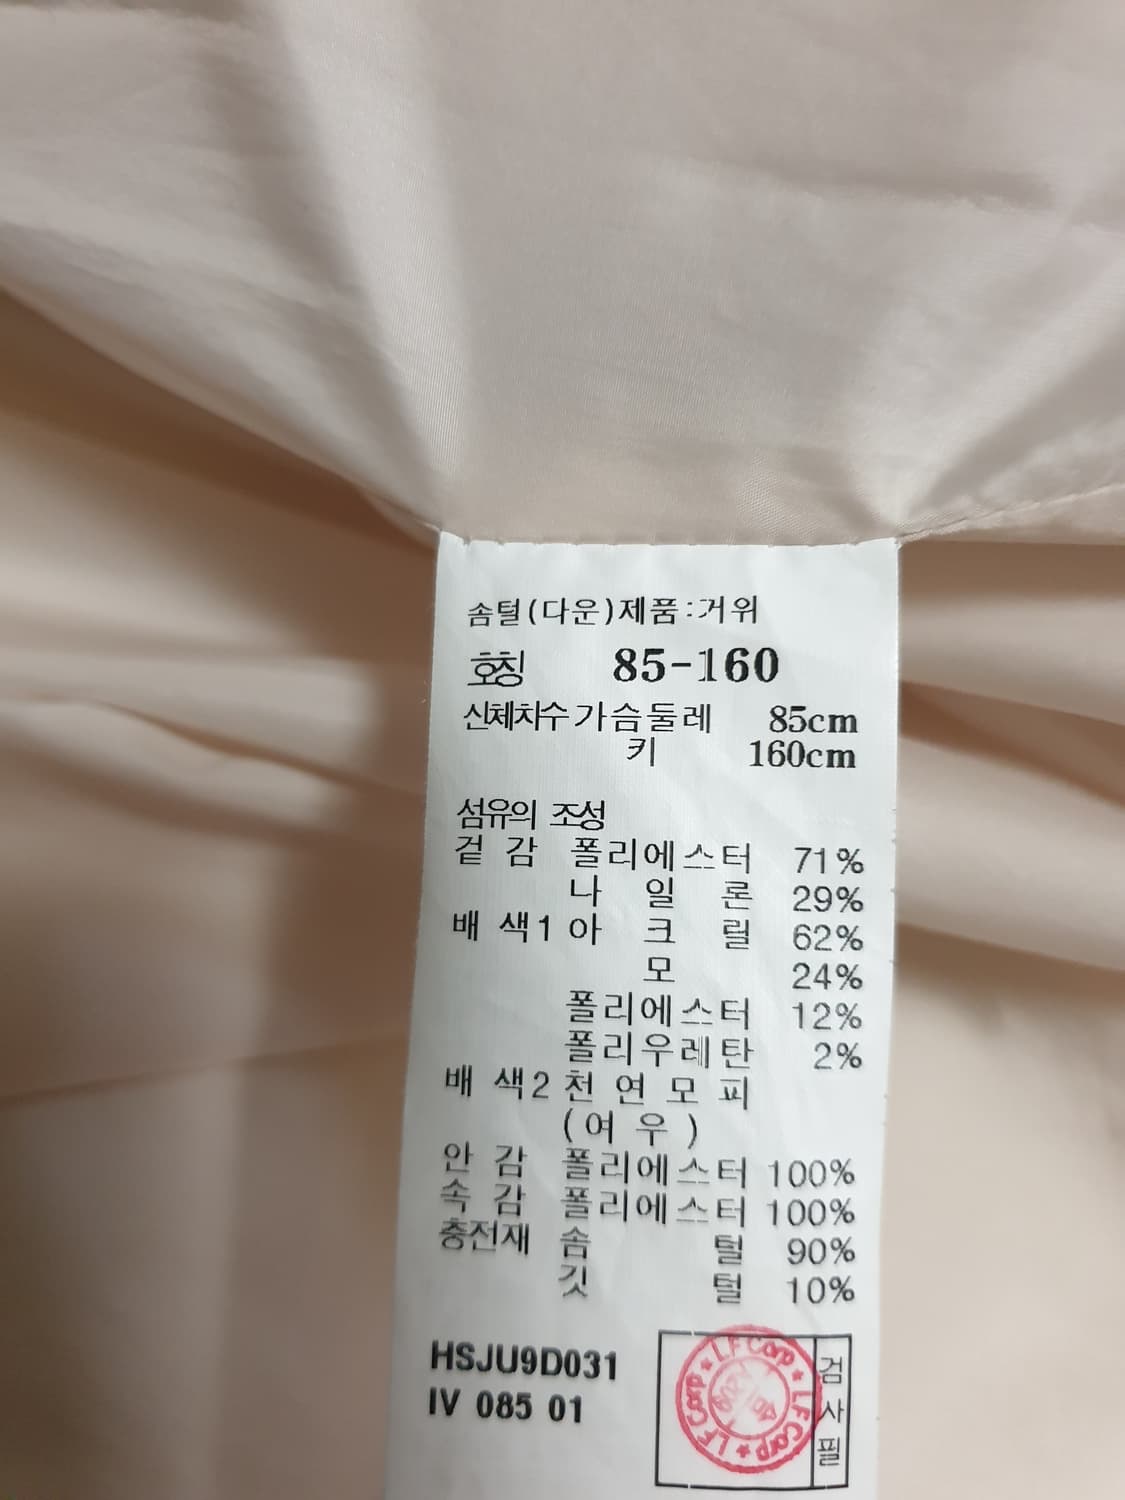 솜털(다운)제품:거위
호칭 85-160
신체치수 가슴둘레 85cm
키 160cm
섬유의 조성
겉 감 폴리에스터 71%
나 일 론 29%
배 색1 아 크 릴 62%
모 24%
폴리에스터 12%
폴리우레탄 2%
배 색2 천 연 모 피
(여 우)
안 감 폴리에스터 100%
속 감 폴리에스터 100%
충전재 솜 털 90%
깃 털 10%
HSJU9D031
IV 085 01
검사필
LF Corp ★ LF Corp ★ LF Corp ★